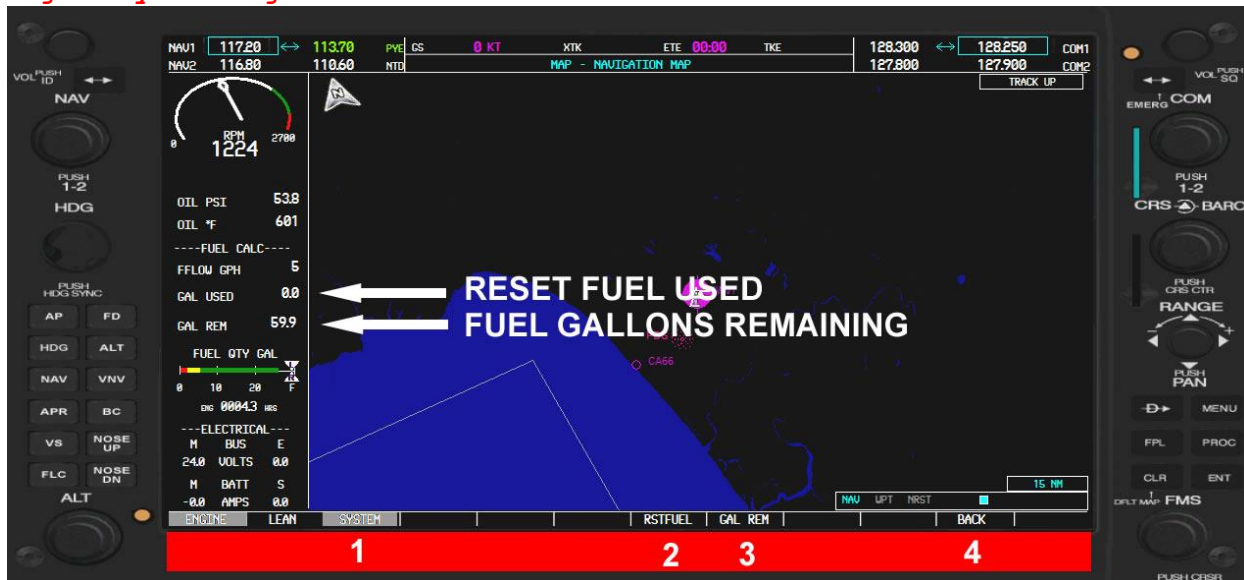 NAV1 117.20 ↔ 113.70 PYE GS 0 KT XTK ETE 00:00 TKE 128.300 ↔ 128.250 COM1
NAV2 116.80 110.60 NTD MAP - NAVIGATION MAP 127.800 127.900 COM2
TRACK UP
VOL PUSH ID
NAV
PUSH 1-2
HDG
PUSH HDG SYNC
AP FD
HDG ALT
NAV VNV
APR BC
VS NOSE UP
FLC NOSE DN
ALT
N
0 RPM 2700
1224
OIL PSI 53.8
OIL °F 601
----FUEL CALC----
FFLOW GPH 5
GAL USED 0.0
GAL REM 59.9
FUEL QTY GAL
0 10 20 F
ENG 0004.3 HRS
---ELECTRICAL---
M BUS E
24.0 VOLTS 0.0
M BATT S
-0.0 AMPS 0.0
RESET FUEL USED
FUEL GALLONS REMAINING
CA66
15 NM
NAV WPT NRST
ENGINE LEAN SYSTEM RSTFUEL GAL REM BACK
1 2 3 4
VOL PUSH SQ
EMERG COM
PUSH 1-2
CRS BARO
PUSH CRS CTR
RANGE
- +
PUSH PAN
D MENU
FPL PROC
CLR ENT
DFLT MAP FMS
PUSH CRSR